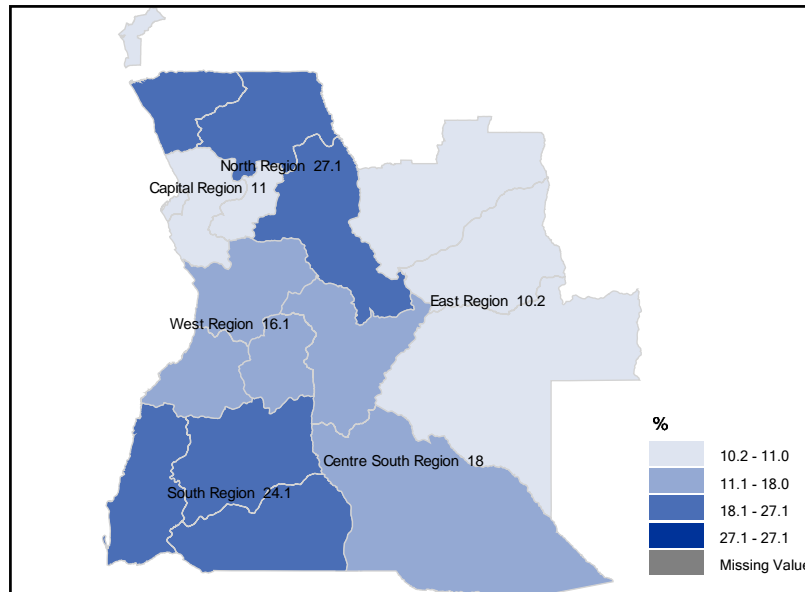 North Region 27.1
Capital Region 11
East Region 10.2
West Region 16.1
Centre South Region 18
South Region 24.1
%
10.2 - 11.0
11.1 - 18.0
18.1 - 27.1
27.1 - 27.1
Missing Value